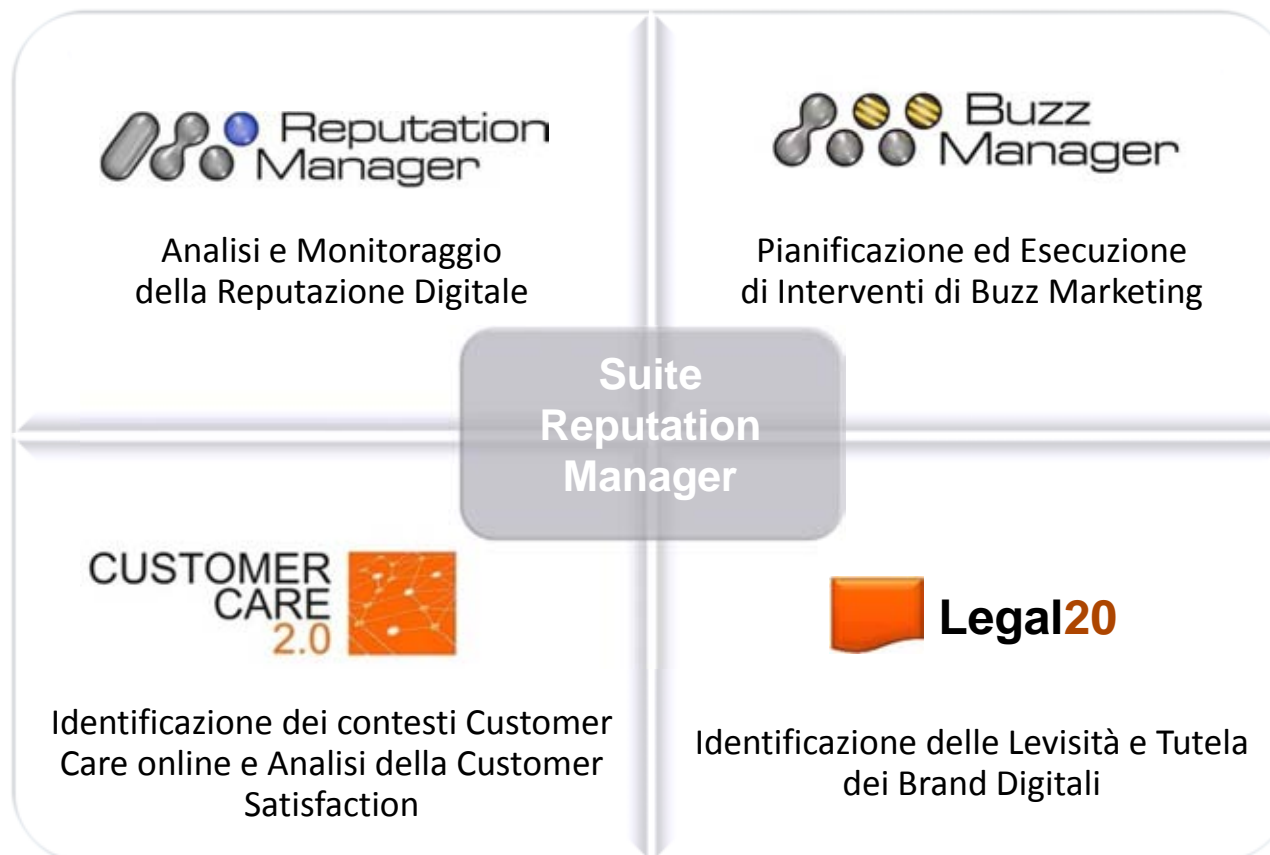 Reputation
Manager
Analisi e Monitoraggio
della Reputazione Digitale
Buzz
Manager
Pianificazione ed Esecuzione
di Interventi di Buzz Marketing
Suite
Reputation
Manager
CUSTOMER
CARE
2.0
Identificazione dei contesti Customer
Care online e Analisi della Customer
Satisfaction
Legal20
Identificazione delle Levisità e Tutela
dei Brand Digitali